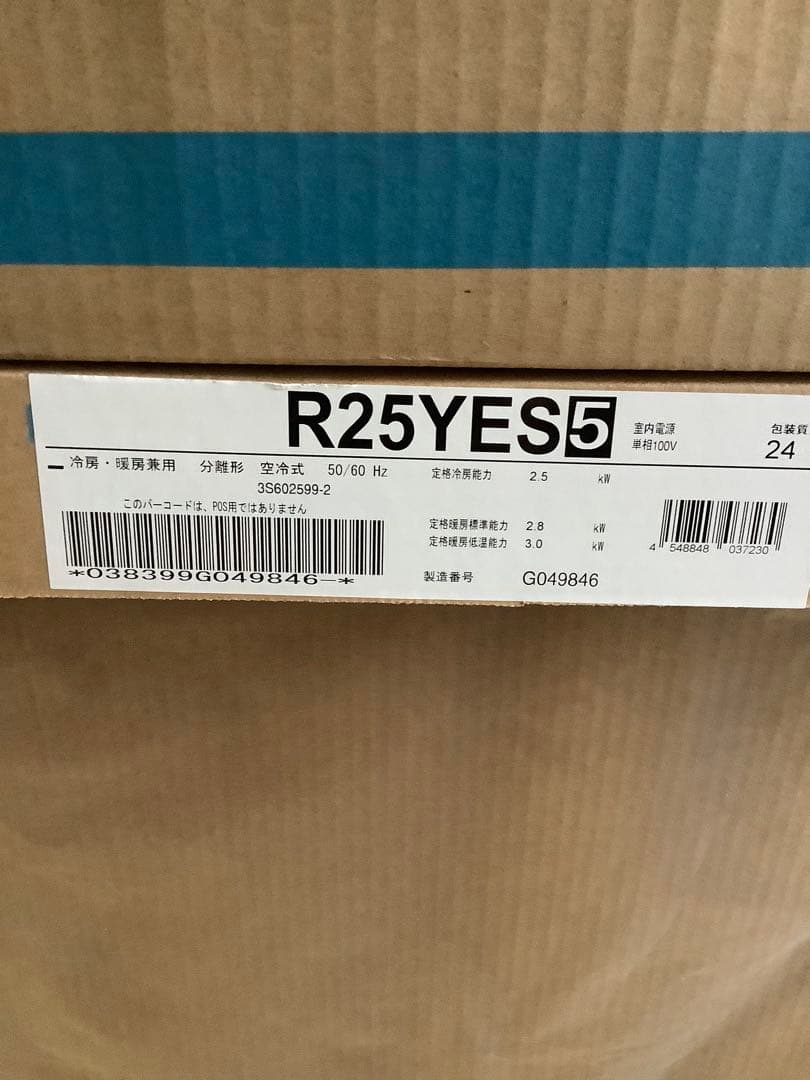 R25YES5
室内電源
単相100V
包装質
24
冷房・暖房兼用 分離形 空冷式 50/60 Hz
3S602599-2
このバーコードは、POS用ではありません
*038399G049846-*
定格冷房能力 2.5 kW
定格暖房標準能力 2.8 kW
定格暖房低温能力 3.0 kW
製造番号 G049846
4 548848 037230